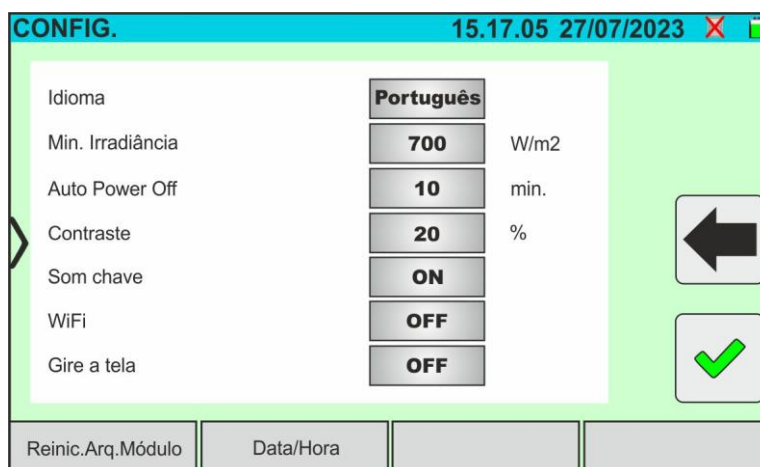 CONFIG. 15.17.05 27/07/2023
Idioma Português
Min. Irradiância 700 W/m2
Auto Power Off 10 min.
Contraste 20 %
Som chave ON
WiFi OFF
Gire a tela OFF
Reinic.Arq.Módulo Data/Hora